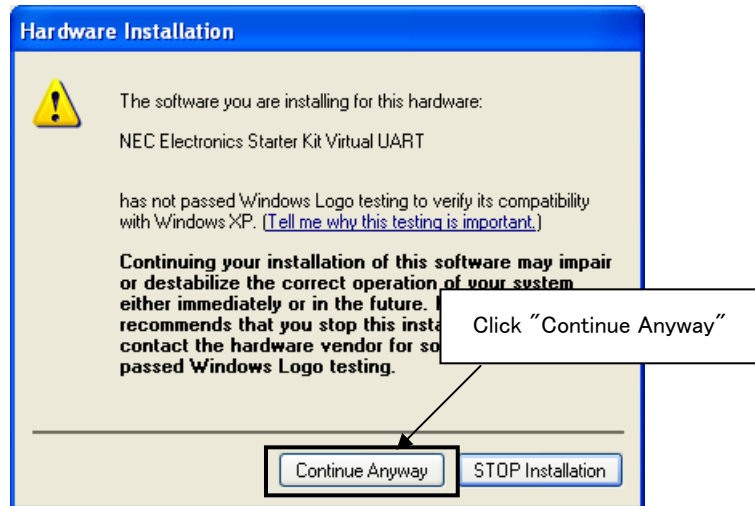 Hardware Installation
The software you are installing for this hardware:
NEC Electronics Starter Kit Virtual UART
has not passed Windows Logo testing to verify its compatibility
with Windows XP. (Tell me why this testing is important.)
Continuing your installation of this software may impair
or destabilize the correct operation of your system
either immediately or in the future.
recommends that you stop this
contact the hardware vendor for
passed Windows Logo testing.
Click "Continue Anyway"
Continue Anyway
STOP Installation